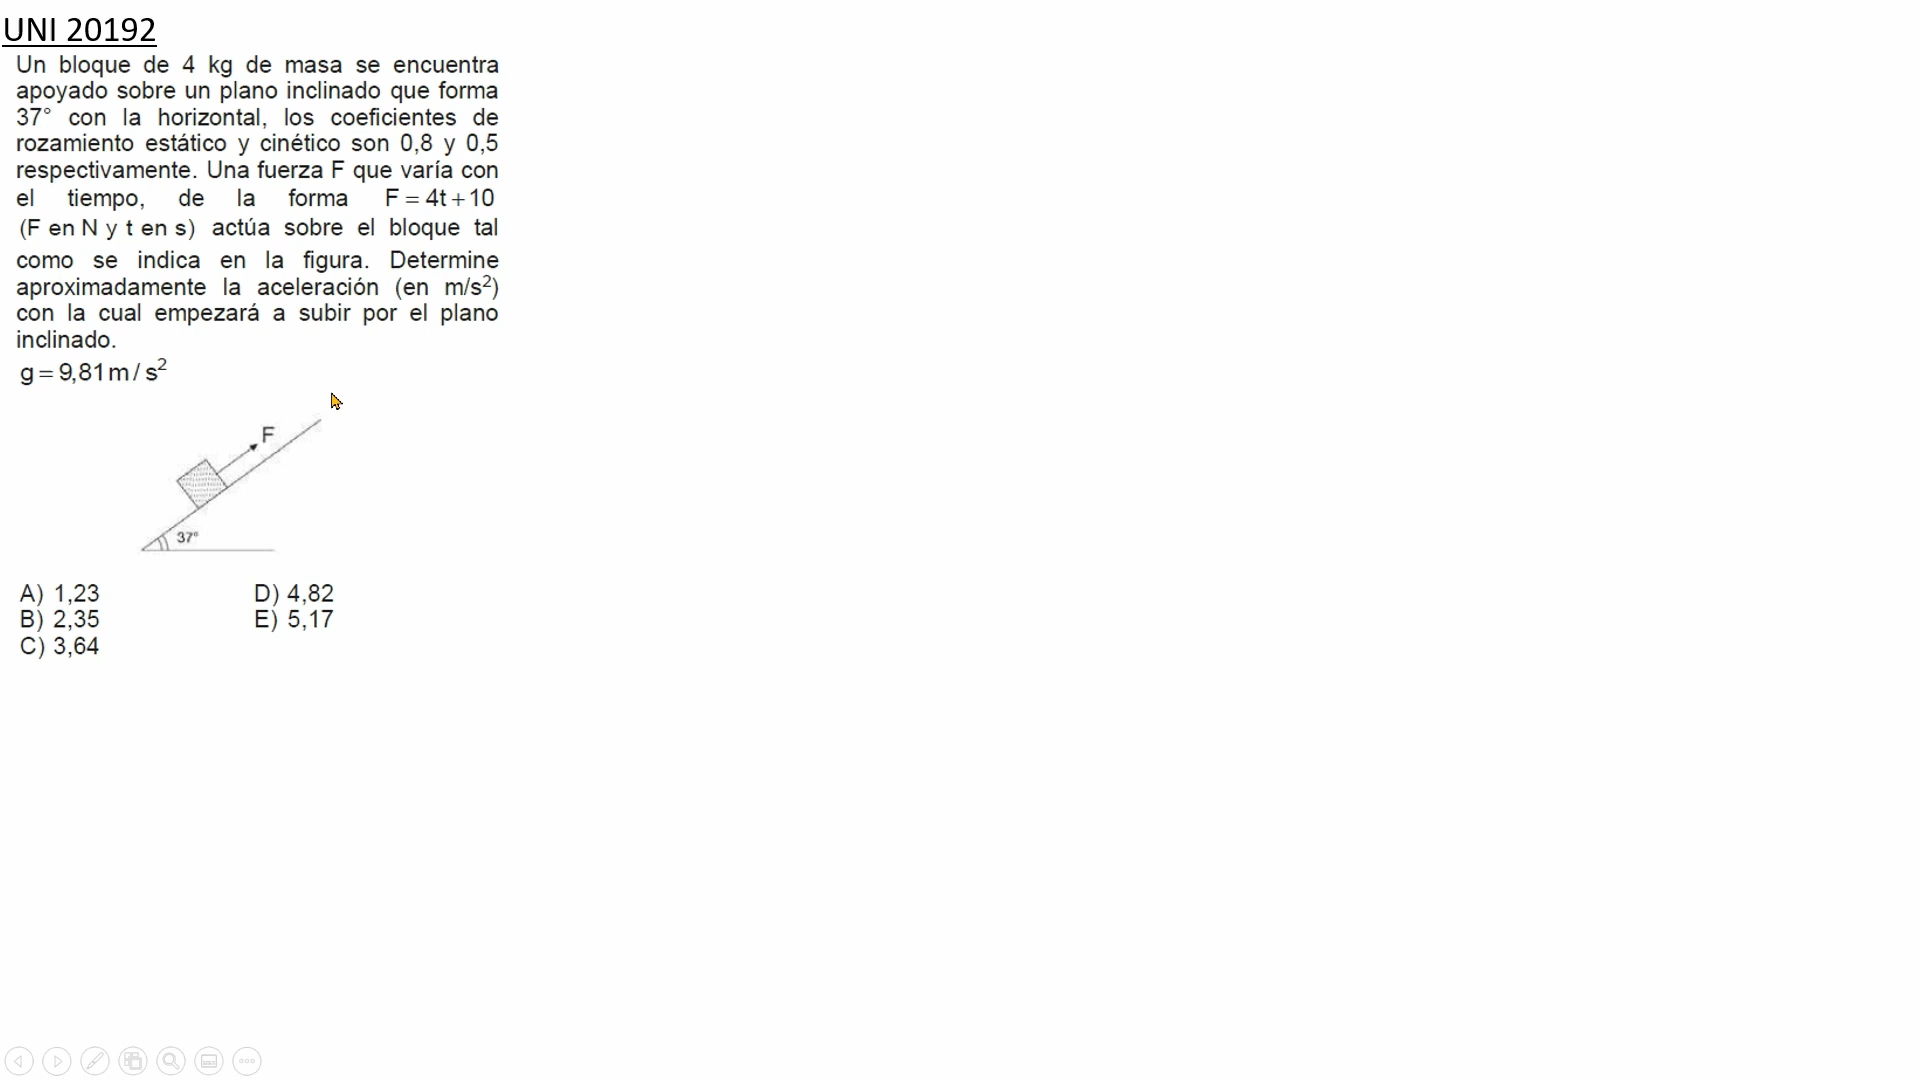 UNI 20192
Un bloque de 4 kg de masa se encuentra
apoyado sobre un plano inclinado que forma
37° con la horizontal, los coeficientes de
rozamiento estático y cinético son 0,8 y 0,5
respectivamente. Una fuerza F que varía con
el tiempo, de la forma F = 4t + 10
(F en N y t en s) actúa sobre el bloque tal
como se indica en la figura. Determine
aproximadamente la aceleración (en m/s²)
con la cual empezará a subir por el plano
inclinado.
g = 9,81 m / s²
F
37°
A) 1,23
B) 2,35
C) 3,64
D) 4,82
E) 5,17